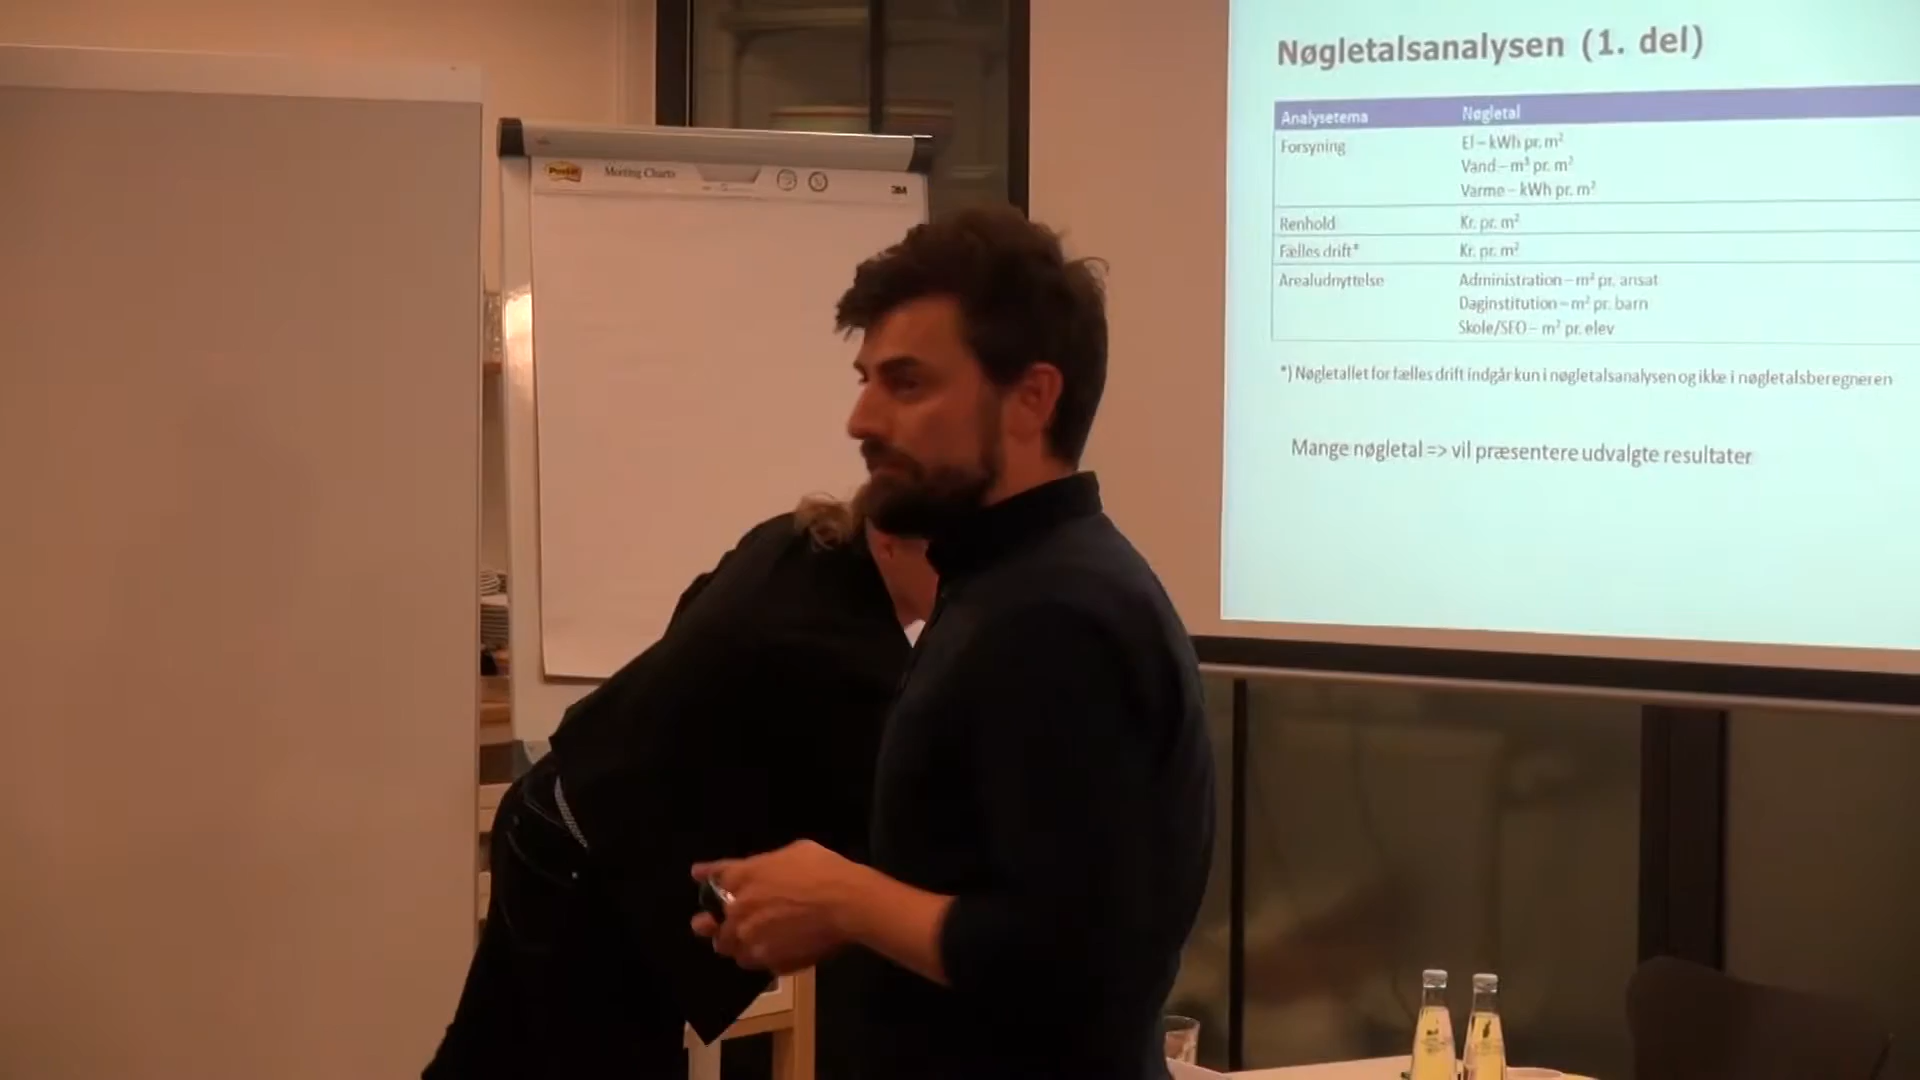 Nøgletalsanalysen (1. del)
Analysetema Nøgletal
Forsyning El – kWh pr. m²
Vand – m³ pr. m²
Varme – kWh pr. m²
Renhold Kr. pr. m²
Fælles drift* Kr. pr. m²
Arealudnyttelse Administration – m² pr. ansat
Daginstitution – m² pr. barn
Skole/SFO – m² pr. elev
*) Nøgletallet for fælles drift indgår kun i nøgletalsanalysen og ikke i nøgletalsberegneren
Mange nøgletal => vil præsentere udvalgte resultater
Post-it Meeting Charts
3M